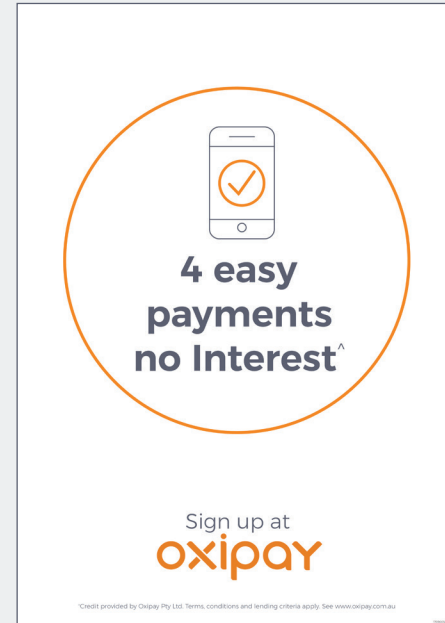 4 easy
payments
no Interest^
Sign up at
oxipay
^Credit provided by Oxipay Pty Ltd. Terms, conditions and lending criteria apply. See www.oxipay.com.au